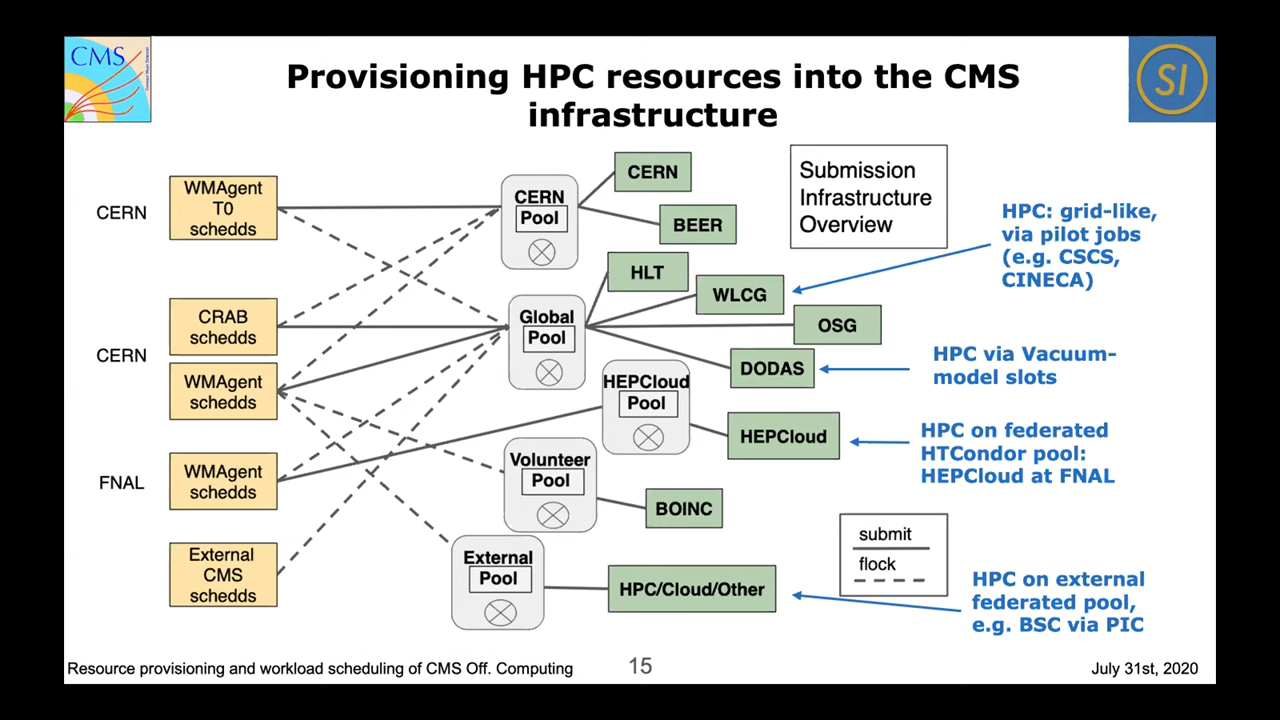 CMS
SI
Provisioning HPC resources into the CMS
infrastructure
CERN
WMAgent
T0
schedds
CERN
CRAB
schedds
WMAgent
schedds
FNAL
WMAgent
schedds
External
CMS
schedds
CERN
Pool
Global
Pool
HEPCloud
Pool
Volunteer
Pool
External
Pool
CERN
BEER
HLT
WLCG
OSG
DODAS
HEPCloud
BOINC
HPC/Cloud/Other
Submission
Infrastructure
Overview
HPC: grid-like,
via pilot jobs
(e.g. CSCS,
CINECA)
HPC via Vacuum-
model slots
HPC on federated
HTCondor pool:
HEPCloud at FNAL
submit
flock
HPC on external
federated pool,
e.g. BSC via PIC
Resource provisioning and workload scheduling of CMS Off. Computing
15
July 31st, 2020